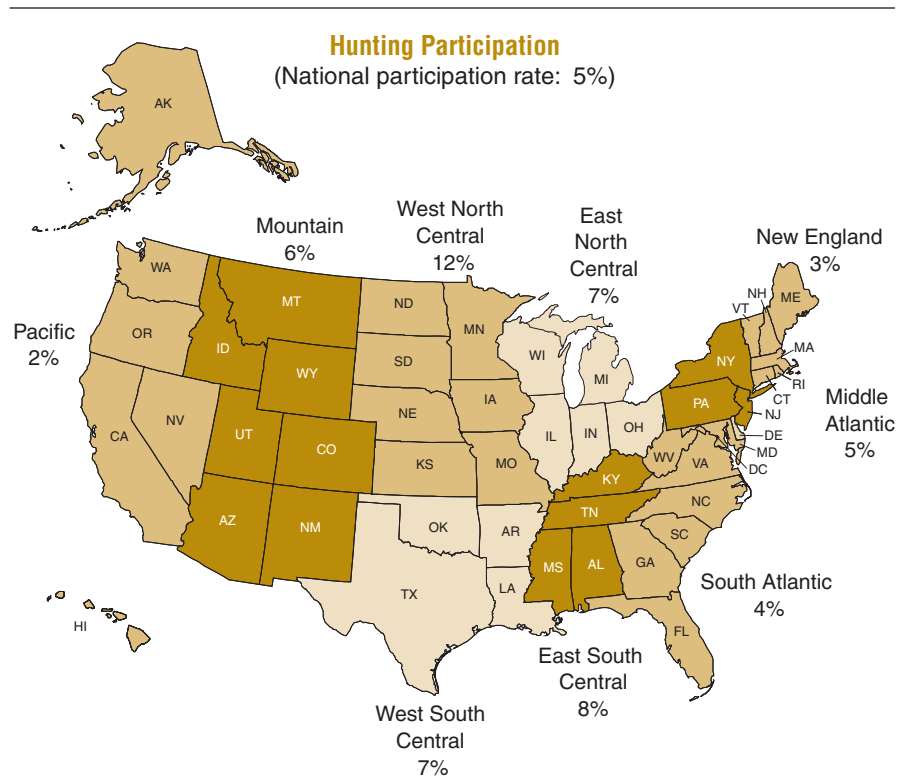 Hunting Participation
(National participation rate: 5%)
AK
Mountain
6%
West North
Central
12%
East
North
Central
7%
New England
3%
Pacific
2%
Middle
Atlantic
5%
South Atlantic
4%
East South
Central
8%
West South
Central
7%
WA
OR
CA
NV
ID
MT
WY
UT
CO
AZ
NM
ND
SD
NE
KS
MN
IA
MO
WI
MI
IL
IN
OH
OK
AR
TX
LA
KY
TN
MS
AL
NY
PA
NJ
VT
NH
ME
MA
RI
CT
DE
MD
DC
WV
VA
NC
SC
GA
FL
HI